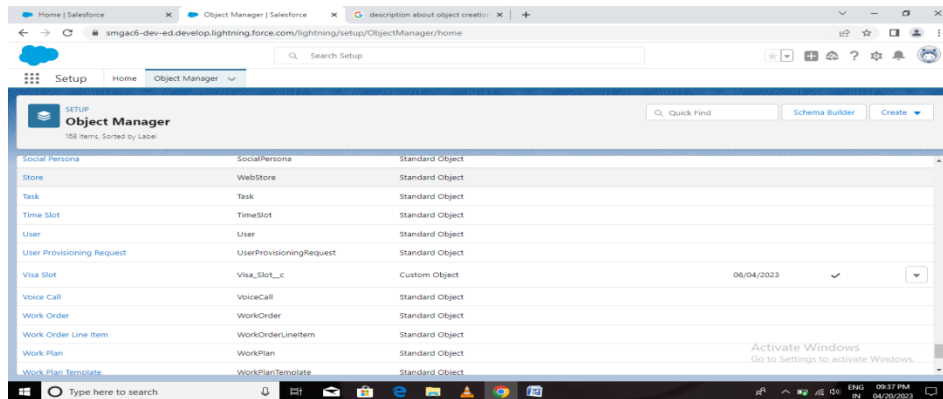 Home | Salesforce Object Manager | Salesforce description about object creation
smgac6-dev-ed.develop.lightning.force.com/lightning/setup/ObjectManager/home
Search Setup
Setup Home Object Manager
SETUP
Object Manager
168 Items, Sorted by Label
Quick Find Schema Builder Create
Social Persona SocialPersona Standard Object
Store WebStore Standard Object
Task Task Standard Object
Time Slot TimeSlot Standard Object
User User Standard Object
User Provisioning Request UserProvisioningRequest Standard Object
Visa Slot Visa_Slot__c Custom Object 06/04/2023
Voice Call VoiceCall Standard Object
Work Order WorkOrder Standard Object
Work Order Line Item WorkOrderLineItem Standard Object
Work Plan WorkPlan Standard Object
Work Plan Template WorkPlanTemplate Standard Object
Activate Windows
Go to Settings to activate Windows.
Type here to search
ENG 09:37 PM
IN 04/20/2023